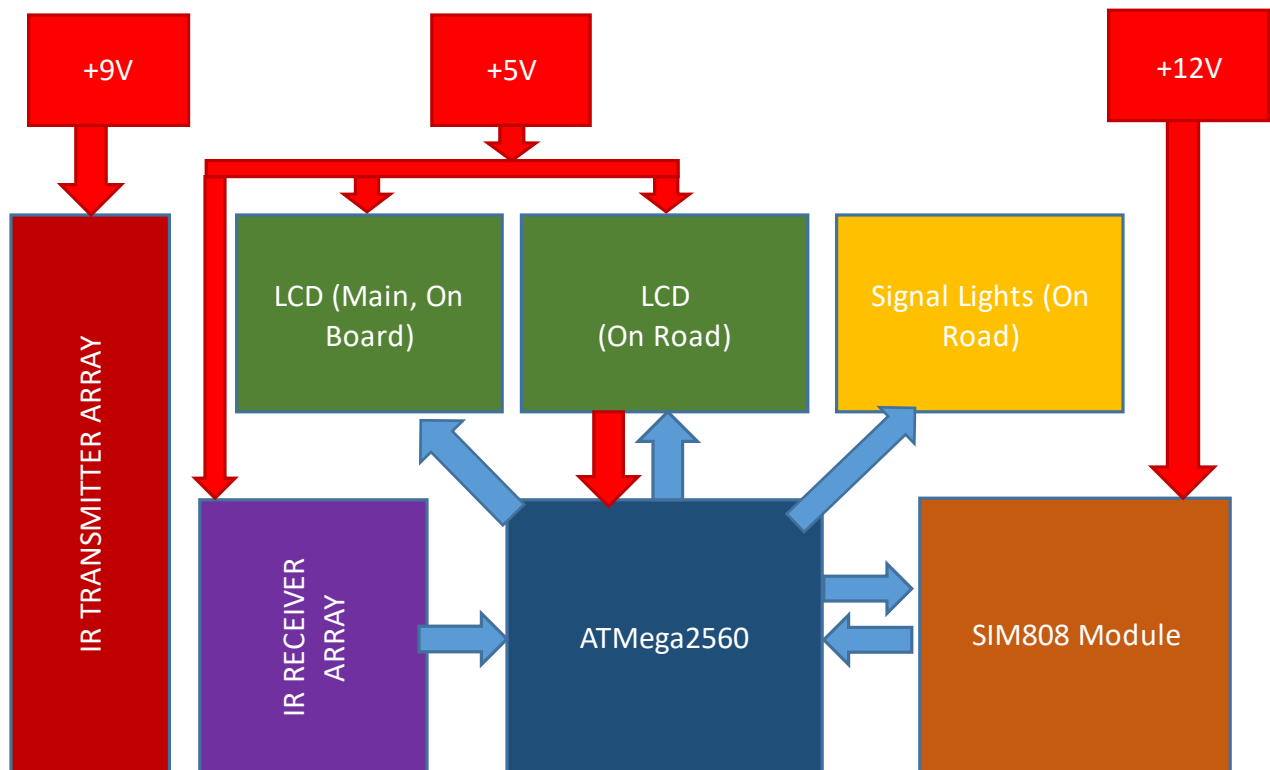 +9V
+5V
+12V
IR TRANSMITTER ARRAY
LCD (Main, On
Board)
LCD
(On Road)
Signal Lights (On
Road)
IR RECEIVER
ARRAY
ATMega2560
SIM808 Module